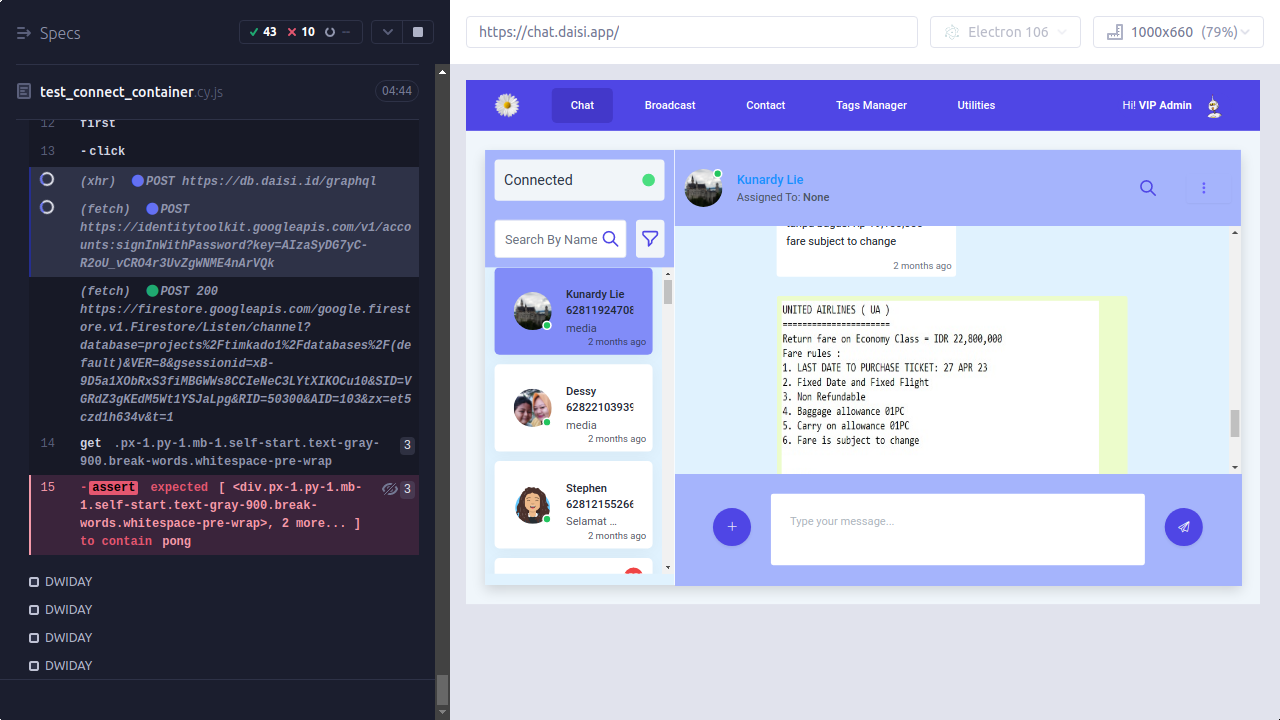 Specs
43 10 --
https://chat.daisi.app/
Electron 106
1000x660 (79%)
test_connect_container.cy.js
04:44
12 first
13 -click
(xhr) POST https://db.daisi.id/graphql
(fetch) POST
https://identitytoolkit.googleapis.com/v1/acco
unts:signInWithPassword?key=AIzaSyDG7yC-
R2oU_vCRO4r3UvZgWNME4nArVQk
(fetch) POST 200
https://firestore.googleapis.com/google.firest
ore.v1.Firestore/Listen/channel?
database=projects%2Ftimkado1%2Fdatabases%2F(de
fault)&VER=8&gsessionid=xB-
9D5a1XObRxS3fiMBGWWs8CCIeNeC3LYtXIKOCu10&SID=V
GRdZ3gKEdM5Wt1YSJaLpg&RID=50300&AID=103&zx=et5
czd1h634v&t=1
14 get .px-1.py-1.mb-1.self-start.text-gray-
900.break-words.whitespace-pre-wrap
3
15 -assert expected [ <div.px-1.py-1.mb-
1.self-start.text-gray-900.break-
words.whitespace-pre-wrap>, 2 more... ]
to contain pong
3
DWIDAY
DWIDAY
DWIDAY
DWIDAY
Chat
Broadcast
Contact
Tags Manager
Utilities
Hi! VIP Admin
Connected
Search By Name
Kunardy Lie
62811924708
media
2 months ago
Dessy
62822103939
media
2 months ago
Stephen
62812155266
Selamat ...
2 months ago
Kunardy Lie
Assigned To: None
fare subject to change
2 months ago
UNITED AIRLINES ( UA )
======================
Return fare on Economy Class = IDR 22,800,000
Fare rules :
1. LAST DATE TO PURCHASE TICKET: 27 APR 23
2. Fixed Date and Fixed Flight
3. Non Refundable
4. Baggage allowance 01PC
5. Carry on allowance 01PC
6. Fare is subject to change
Type your message...